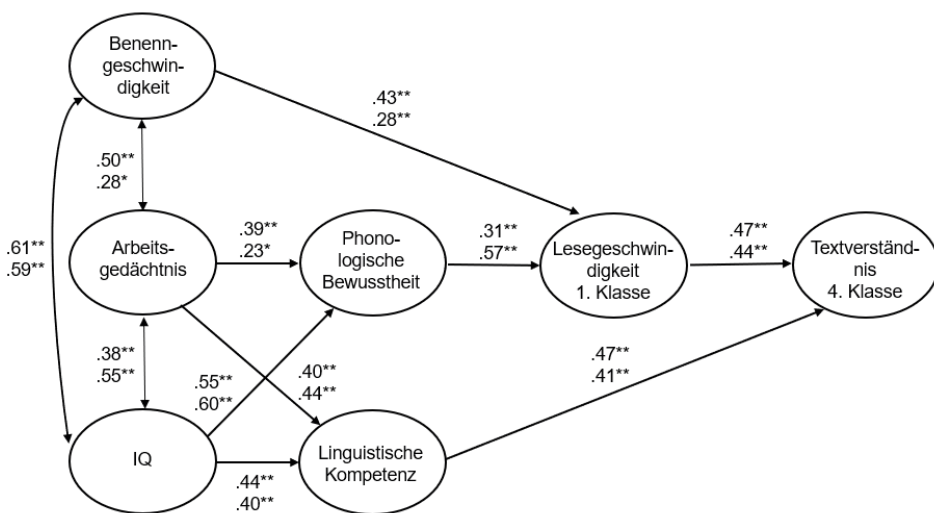 Benenn-
geschwin-
digkeit
.43**
.28**
.50**
.28*
.61**
.59**
Arbeits-
gedächtnis
.39**
.23*
Phono-
logische
Bewusstheit
.31**
.57**
Lesegeschwin-
digkeit
1. Klasse
.47**
.44**
Textverständ-
nis
4. Klasse
.38**
.55**
.55**
.60**
.40**
.44**
.47**
.41**
IQ
.44**
.40**
Linguistische
Kompetenz